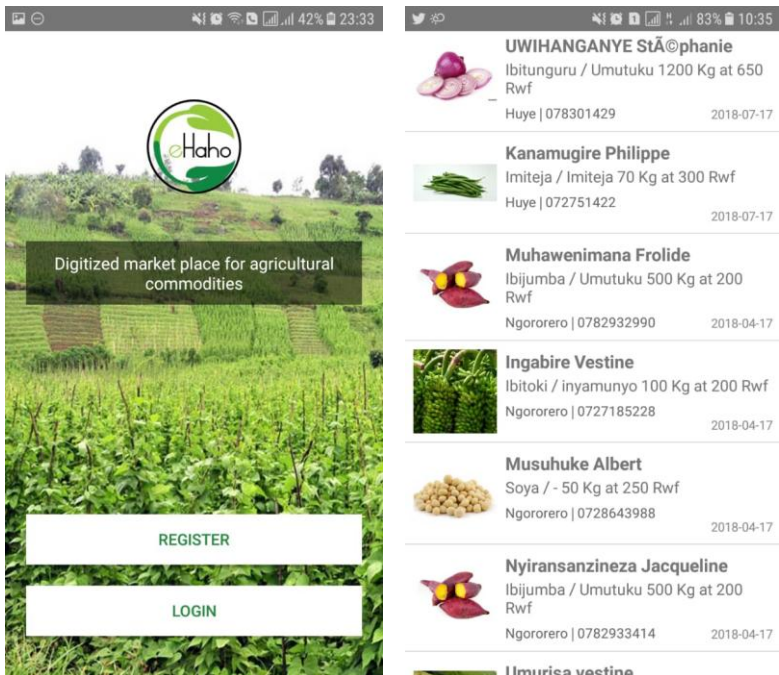 42% 23:33
eHaho
Digitized market place for agricultural
commodities
REGISTER
LOGIN
83% 10:35
UWIHANGANYE StÃ©phanie
Ibitunguru / Umutuku 1200 Kg at 650
Rwf
Huye | 078301429
2018-07-17
Kanamugire Philippe
Imiteja / Imiteja 70 Kg at 300 Rwf
Huye | 072751422
2018-07-17
Muhawenimana Frolide
Ibijumba / Umutuku 500 Kg at 200
Rwf
Ngororero | 0782932990
2018-04-17
Ingabire Vestine
Ibitoki / inyamunyo 100 Kg at 200 Rwf
Ngororero | 0727185228
2018-04-17
Musuhuke Albert
Soya / - 50 Kg at 250 Rwf
Ngororero | 0728643988
2018-04-17
Nyiransanzineza Jacqueline
Ibijumba / Umutuku 500 Kg at 200
Rwf
Ngororero | 0782933414
2018-04-17
Umurisa vestine